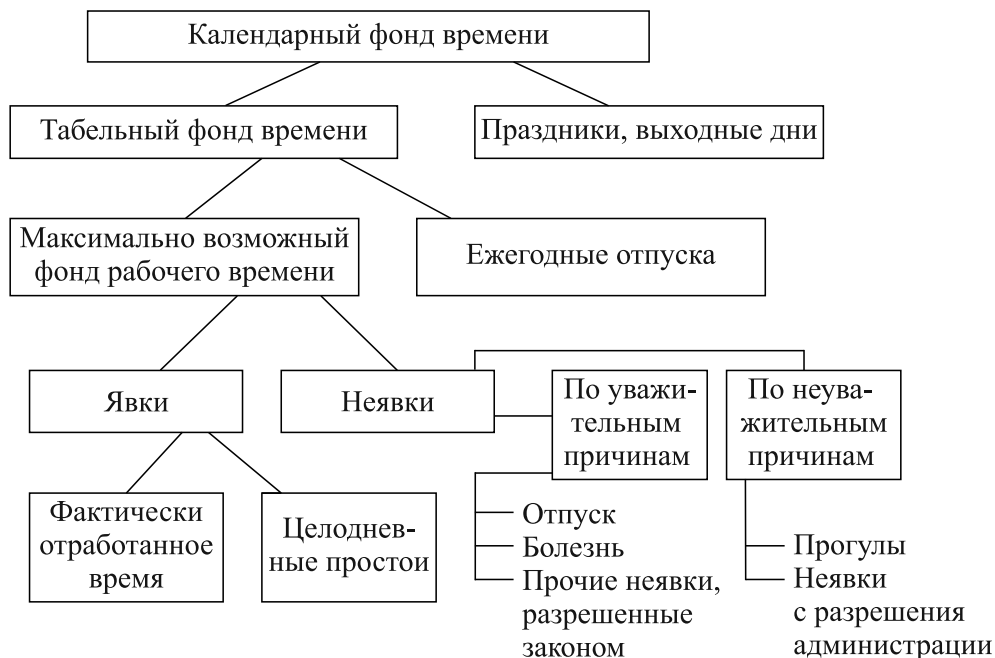 Календарный фонд времени
Табельный фонд времени
Праздники, выходные дни
Максимально возможный
фонд рабочего времени
Ежегодные отпуска
Явки
Неявки
По уважи-
тельным
причинам
По неува-
жительным
причинам
Фактически
отработанное
время
Целоднев-
ные простои
Отпуск
Болезнь
Прочие неявки,
разрешенные
законом
Прогулы
Неявки
с разрешения
администрации